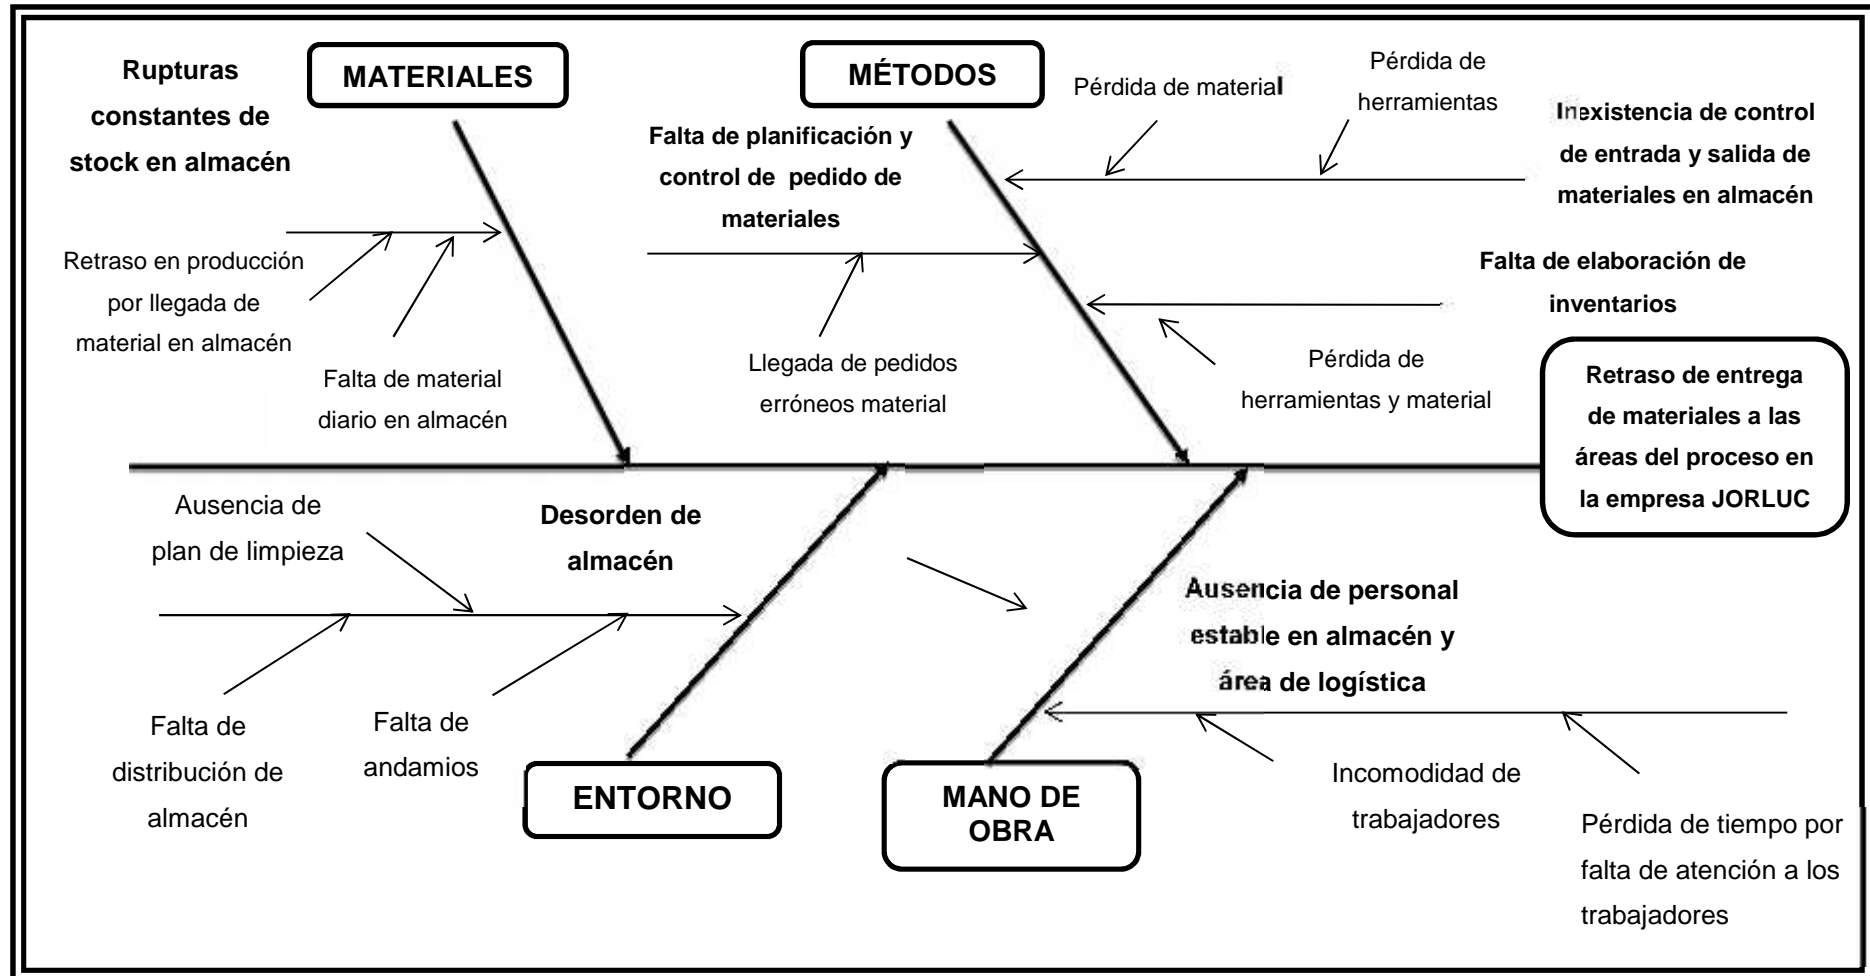 Rupturas
constantes de
stock en almacén
MATERIALES
MÉTODOS
Pérdida de material
Pérdida de
herramientas
Inexistencia de control
de entrada y salida de
materiales en almacén
Falta de planificación y
control de pedido de
materiales
Retraso en producción
por llegada de
material en almacén
Falta de material
diario en almacén
Llegada de pedidos
erróneos material
Falta de elaboración de
inventarios
Pérdida de
herramientas y material
Retraso de entrega
de materiales a las
áreas del proceso en
la empresa JORLUC
Ausencia de
plan de limpieza
Desorden de
almacén
Ausencia de personal
estable en almacén y
área de logística
Falta de
distribución de
almacén
Falta de
andamios
ENTORNO
MANO DE
OBRA
Incomodidad de
trabajadores
Pérdida de tiempo por
falta de atención a los
trabajadores